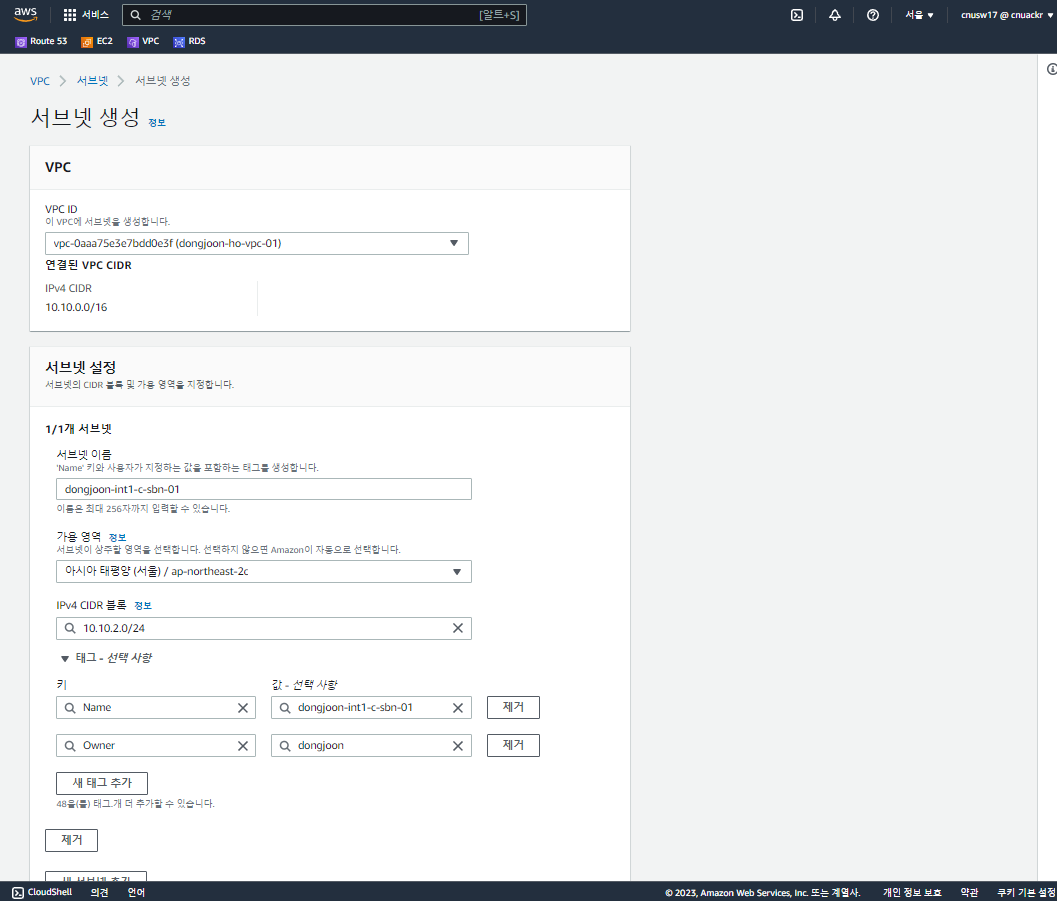 aws 서비스 검색 [알트+S] 서울 ▼ cnusw17 @ cnuackr ▼
Route 53 EC2 VPC RDS
VPC > 서브넷 > 서브넷 생성
서브넷 생성 정보
VPC
VPC ID
이 VPC에 서브넷을 생성합니다.
vpc-0aaa75e3e7bdd0e3f (dongjoon-ho-vpc-01)
연결된 VPC CIDR
IPv4 CIDR
10.10.0.0/16
서브넷 설정
서브넷의 CIDR 블록 및 가용 영역을 지정합니다.
1/1개 서브넷
서브넷 이름
'Name' 키와 사용자가 지정하는 값을 포함하는 태그를 생성합니다.
dongjoon-int1-c-sbn-01
이름은 최대 256자까지 입력할 수 있습니다.
가용 영역 정보
서브넷이 상주할 영역을 선택합니다. 선택하지 않으면 Amazon이 자동으로 선택합니다.
아시아 태평양 (서울) / ap-northeast-2c
IPv4 CIDR 블록 정보
10.10.2.0/24
▼ 태그 - 선택 사항
키 값 - 선택 사항
Name dongjoon-int1-c-sbn-01 제거
Owner dongjoon 제거
새 태그 추가
48을(를) 태그.개 더 추가할 수 있습니다.
제거
새 서브넷 추가
CloudShell 의견 언어 © 2023, Amazon Web Services, Inc. 또는 계열사. 개인 정보 보호 약관 쿠키 기본 설정